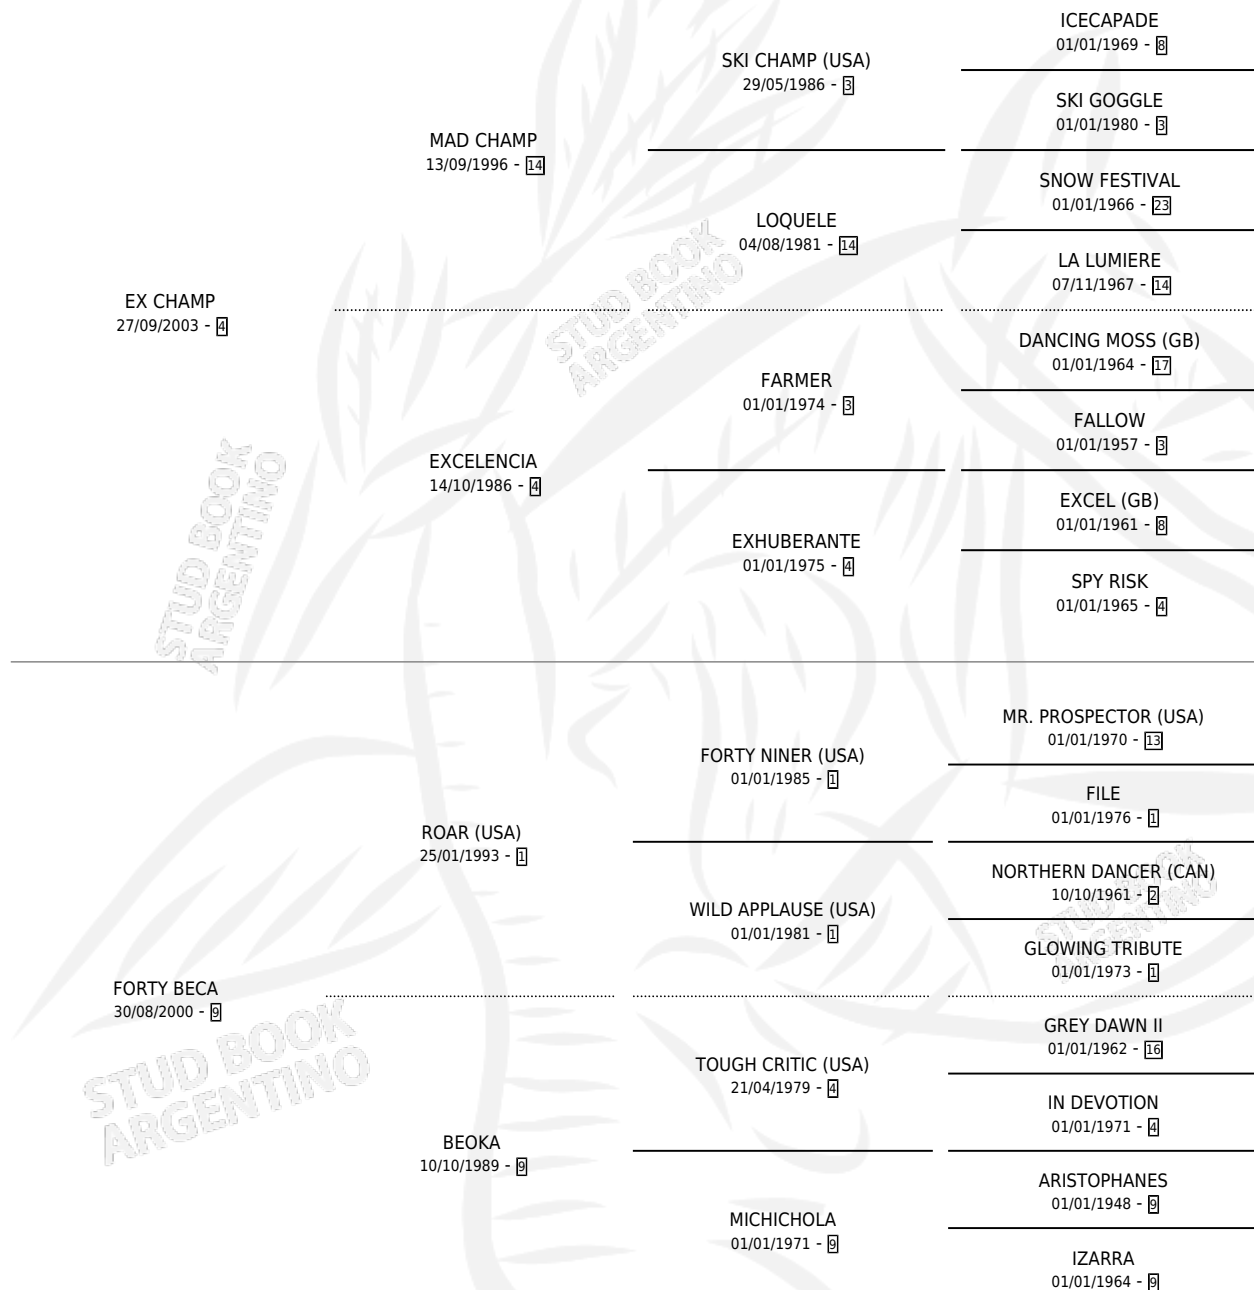 ICECAPADE
01/01/1969 - 8
SKI CHAMP (USA)
29/05/1986 - 3
SKI GOGGLE
01/01/1980 - 3
MAD CHAMP
13/09/1996 - 14
SNOW FESTIVAL
01/01/1966 - 23
LOQUELE
04/08/1981 - 14
LA LUMIERE
07/11/1967 - 14
EX CHAMP
27/09/2003 - 4
STUD BOOK
ARGENTINO
DANCING MOSS (GB)
01/01/1964 - 17
FARMER
01/01/1974 - 3
FALLOW
01/01/1957 - 3
EXCELENCIA
14/10/1986 - 4
EXCEL (GB)
01/01/1961 - 8
EXHUBERANTE
01/01/1975 - 4
SPY RISK
01/01/1965 - 4
STUD BOOK
ARGENTINO
MR. PROSPECTOR (USA)
01/01/1970 - 13
FORTY NINER (USA)
01/01/1985 - 1
FILE
01/01/1976 - 1
ROAR (USA)
25/01/1993 - 1
NORTHERN DANCER (CAN)
10/10/1961 - 2
WILD APPLAUSE (USA)
01/01/1981 - 1
STUD BOOK
ARGENTINO
GLOWING TRIBUTE
01/01/1973 - 1
FORTY BECA
30/08/2000 - 9
STUD BOOK
ARGENTINO
GREY DAWN II
01/01/1962 - 16
TOUGH CRITIC (USA)
21/04/1979 - 4
IN DEVOTION
01/01/1971 - 4
BEOKA
10/10/1989 - 9
ARISTOPHANES
01/01/1948 - 9
MICHICHOLA
01/01/1971 - 9
IZARRA
01/01/1964 - 9